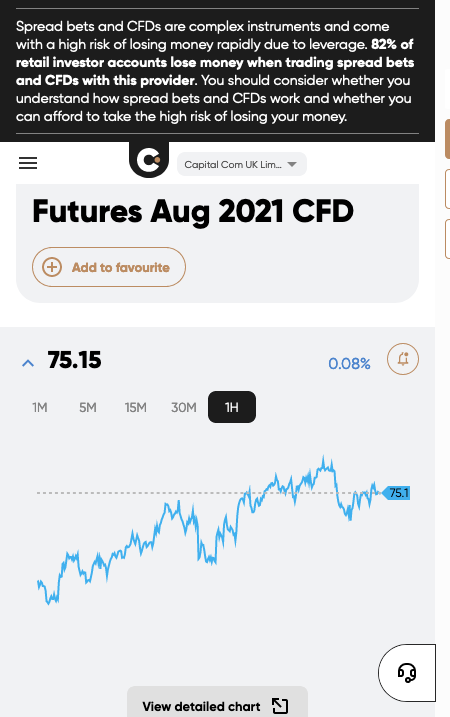 Spread bets and CFDs are complex instruments and come
with a high risk of losing money rapidly due to leverage. 82% of
retail investor accounts lose money when trading spread bets
and CFDs with this provider. You should consider whether you
understand how spread bets and CFDs work and whether you
can afford to take the high risk of losing your money.
Capital Com UK Lim...
Futures Aug 2021 CFD
Add to favourite
75.15
0.08%
1M 5M 15M 30M 1H
75.1
View detailed chart